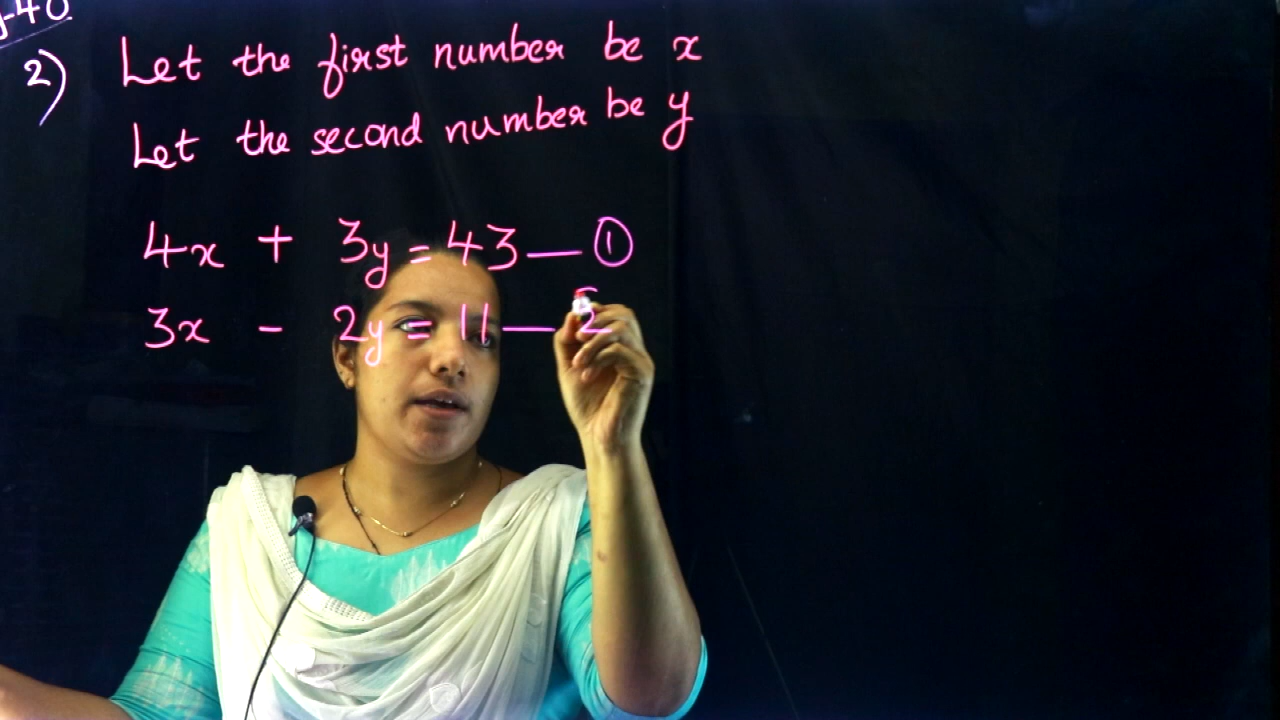 -40
2) Let the first number be x
Let the second number be y
4x + 3y = 43 — ①
3x - 2y = 11 — 2